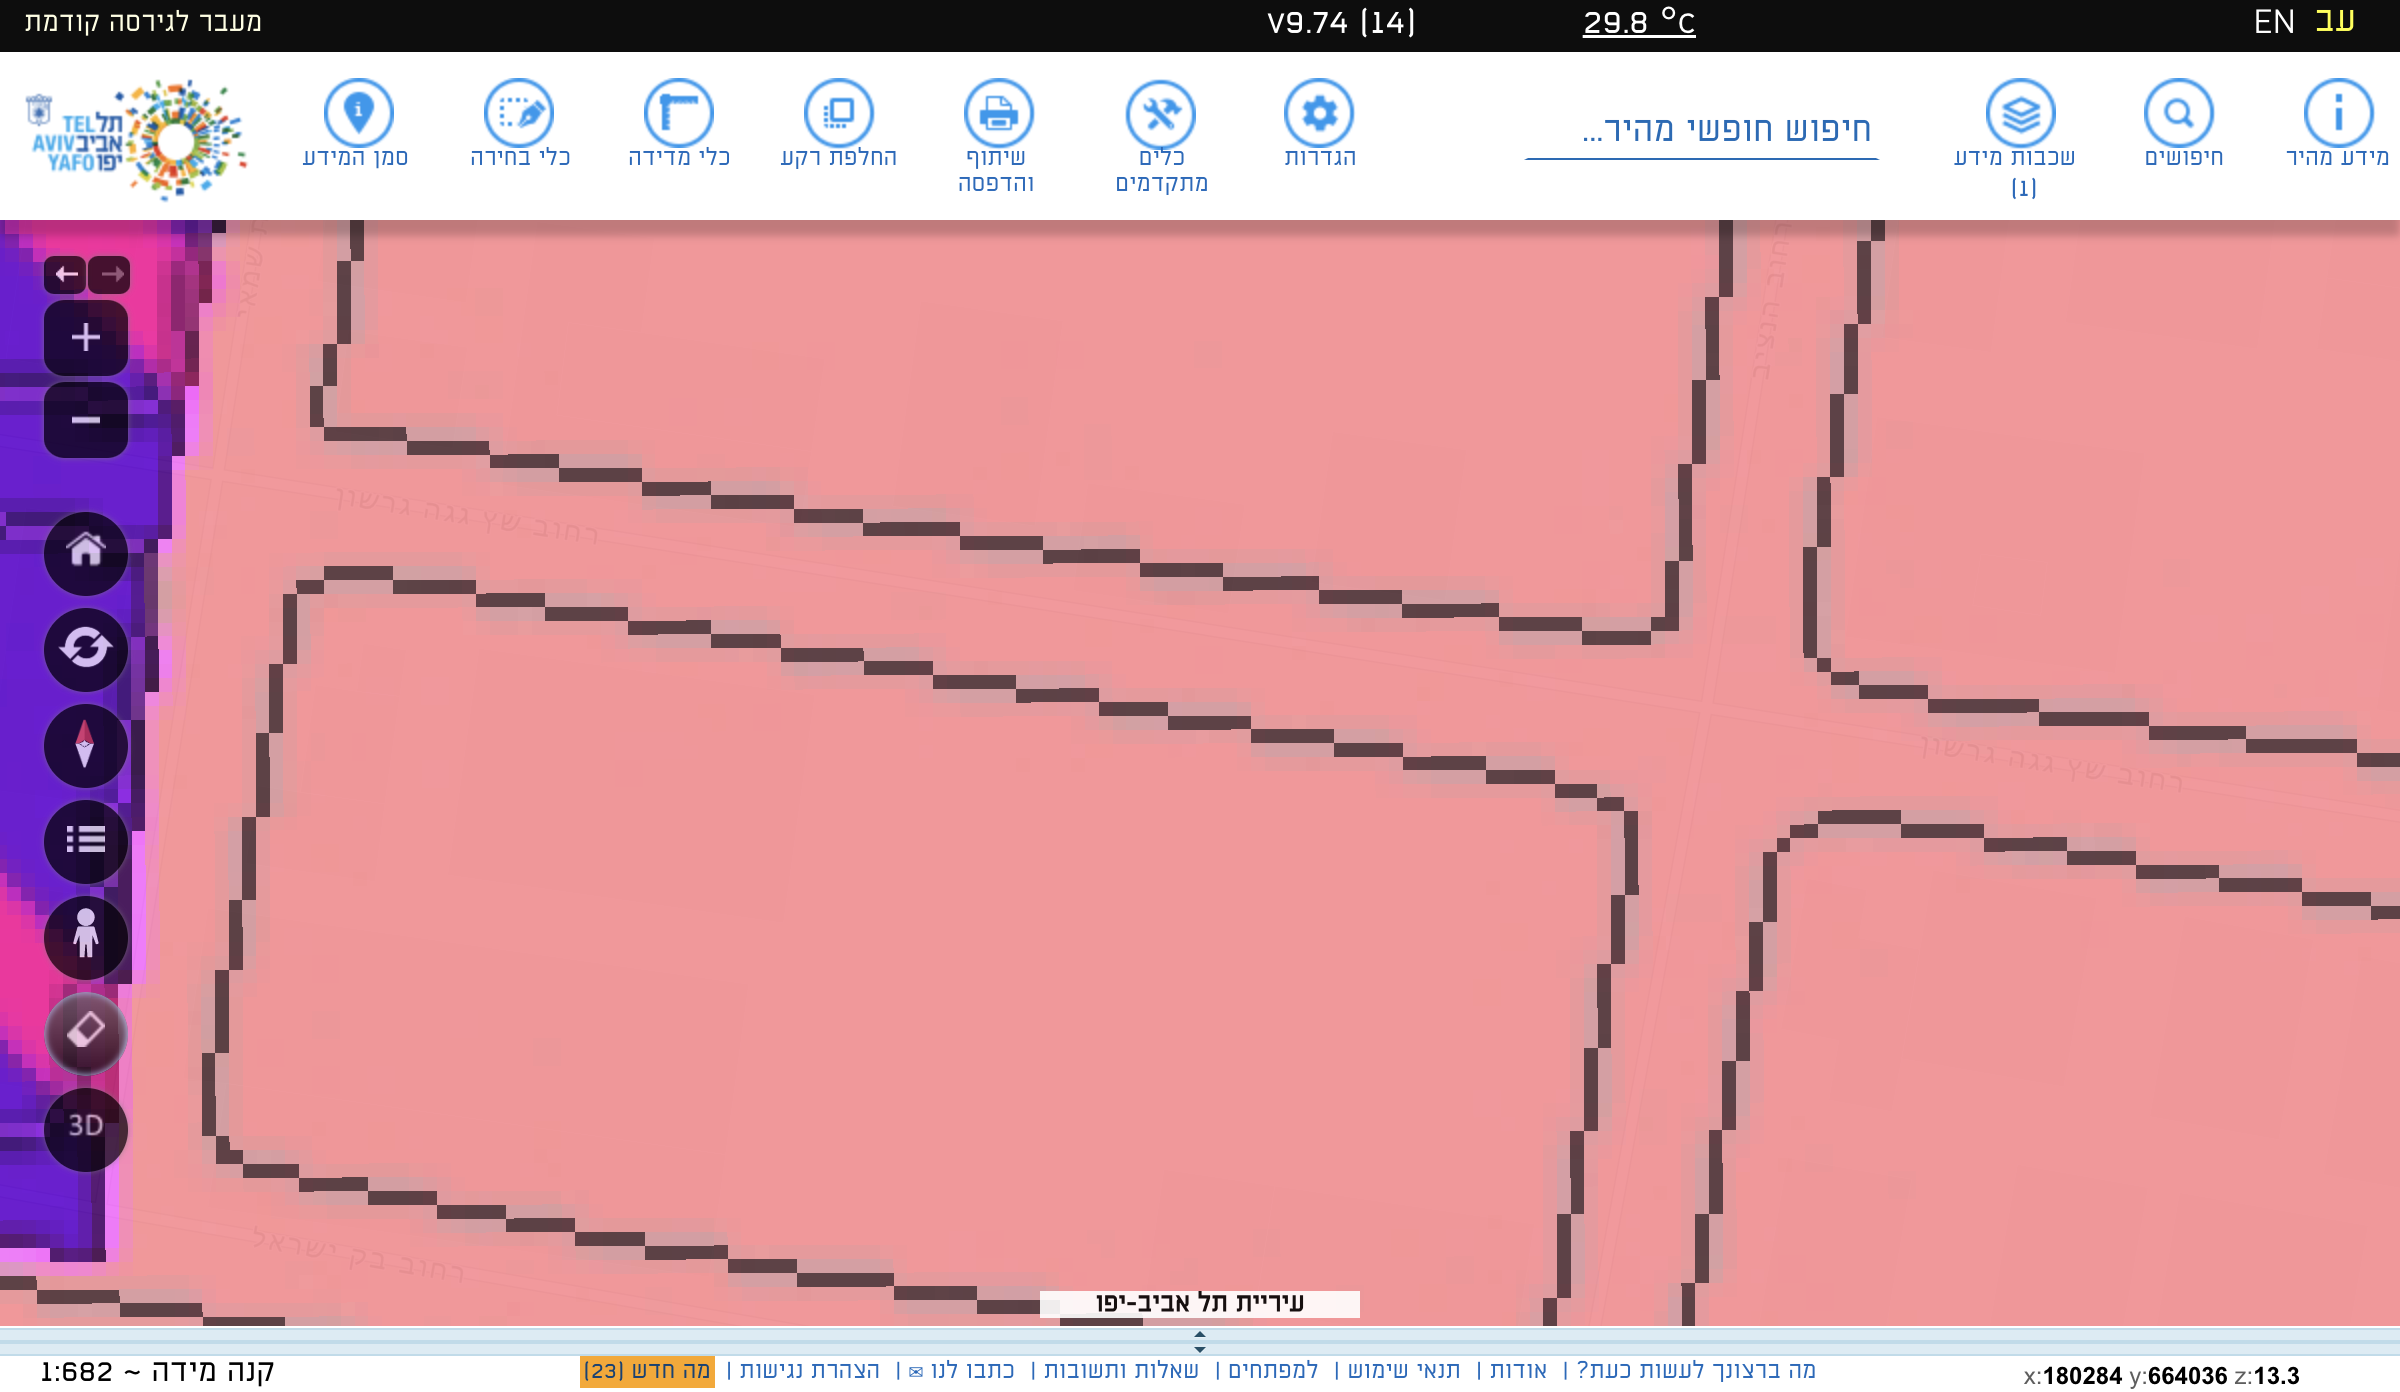 עב EN
29.8 °C
V9.74 (14)
מעבר לגירסה קודמת
מידע מהיר
חיפושים
שכבות מידע
(1)
חיפוש חופשי מהיר...
הגדרות
כלים
מתקדמים
שיתוף
והדפסה
החלפת רקע
כלי מדידה
כלי בחירה
סמן המידע
תל אביב יפו
TEL AVIV YAFO
שמאי
רחוב הנציב
רחוב שץ גגה גרשון
רחוב שץ גגה גרשון
רחוב בק ישראל
3D
עיריית תל אביב-יפו
מה ברצונך לעשות כעת? | אודות | תנאי שימוש | למפתחים | שאלות ותשובות | כתבו לנו ✉ | הצהרת נגישות | מה חדש (23)
קנה מידה ~ 1:682
x:180284 y:664036 z:13.3